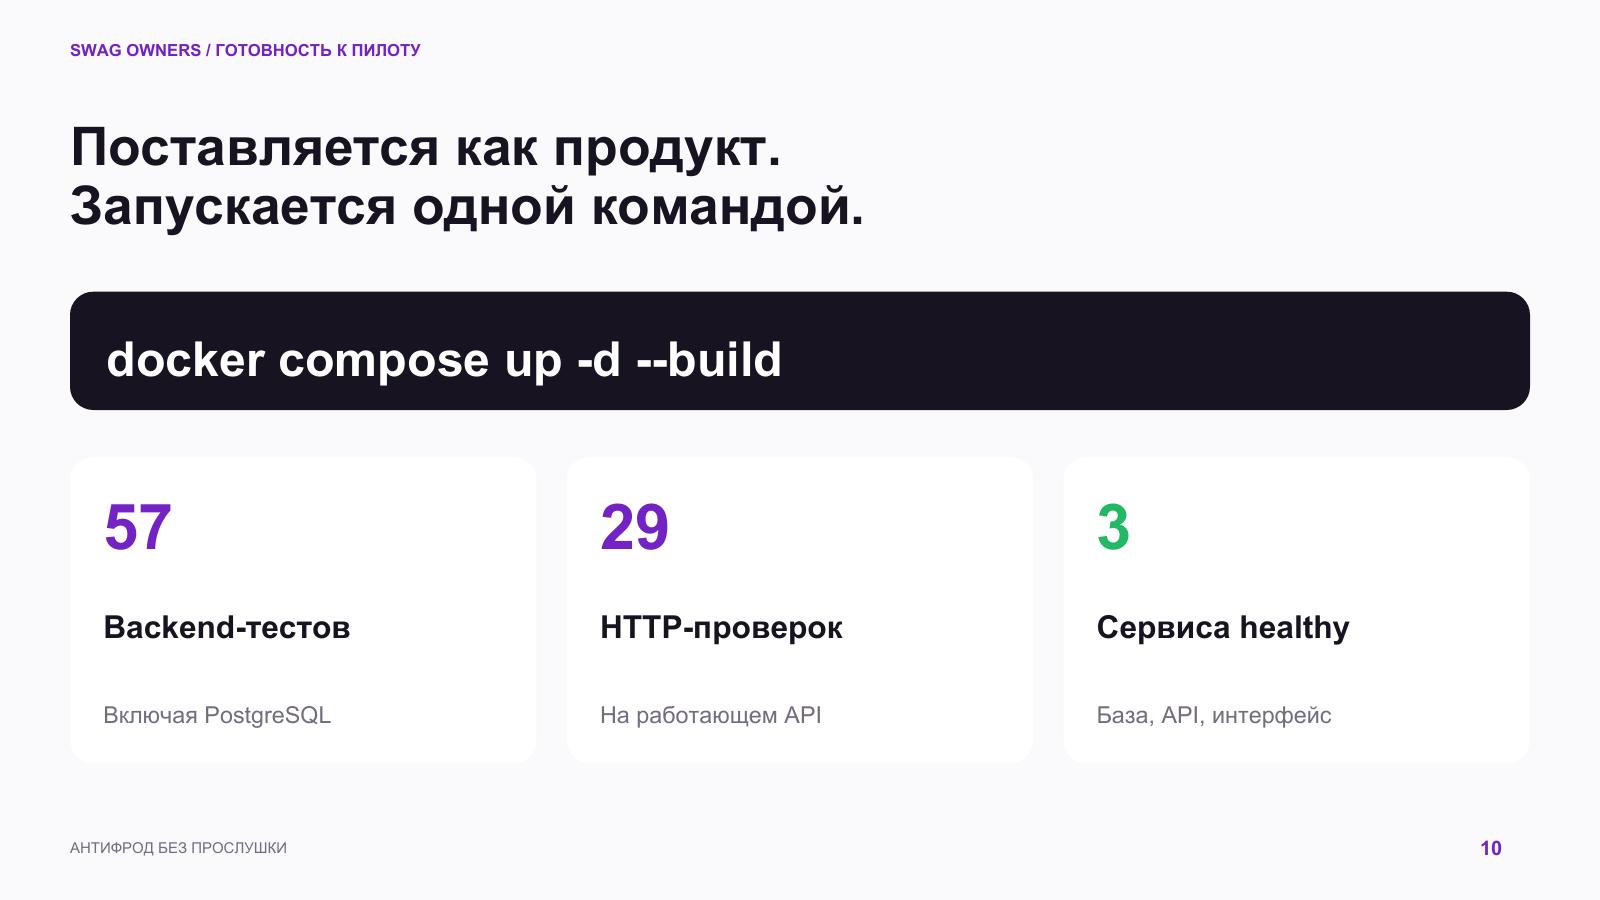 SWAG OWNERS / ГОТОВНОСТЬ К ПИЛОТУ
Поставляется как продукт.
Запускается одной командой.
docker compose up -d --build
57
Backend-тестов
Включая PostgreSQL
29
HTTP-проверок
На работающем API
3
Сервиса healthy
База, API, интерфейс
АНТИФРОД БЕЗ ПРОСЛУШКИ
10